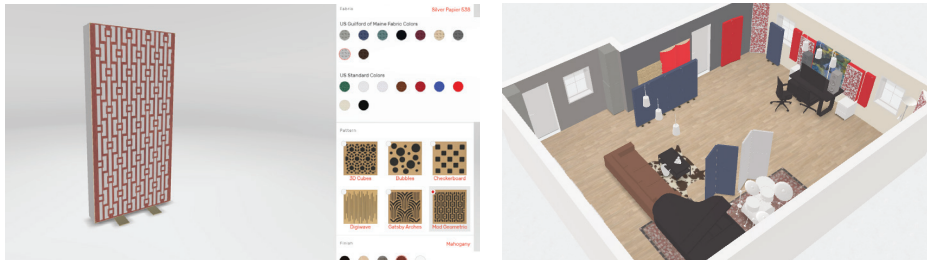 Fabric
Silver Papier 538
US Guilford of Maine Fabric Colors
US Standard Colors
Pattern
3D Cubes
Bubbles
Checkerboard
Digiwave
Gatsby Arches
Mod Geometric
Finish
Mahogany